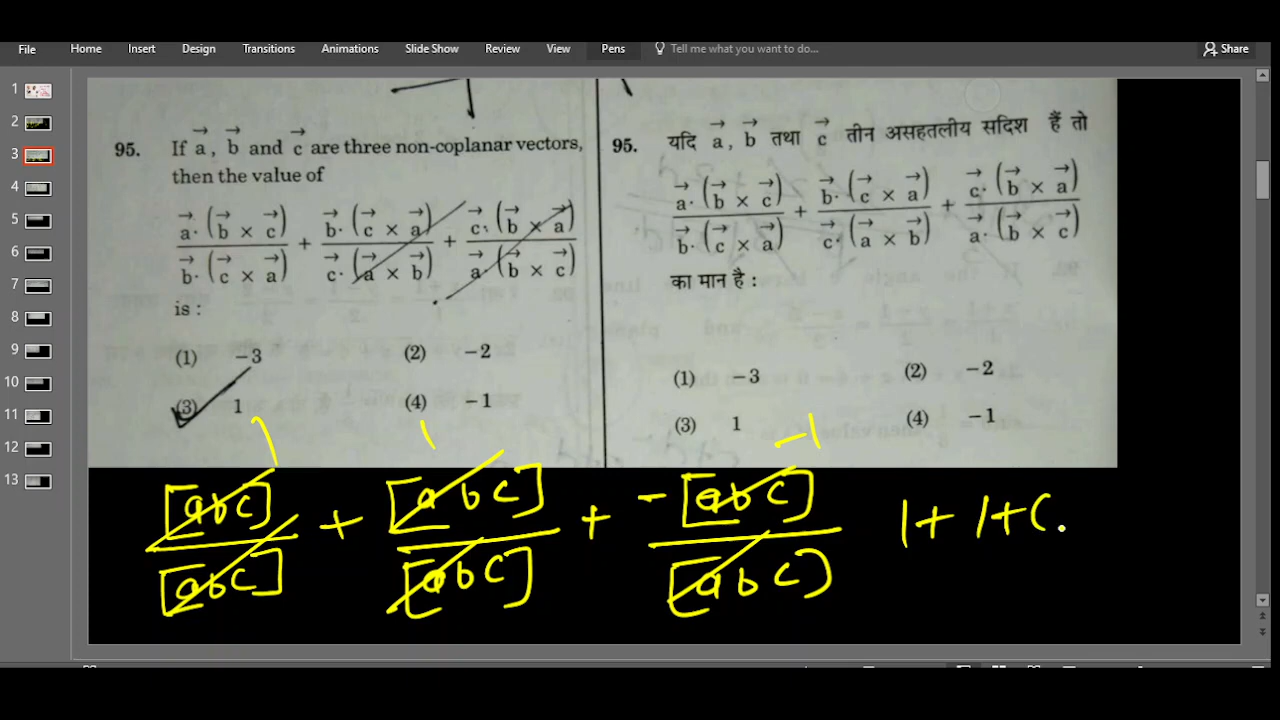 File Home Insert Design Transitions Animations Slide Show Review View Pens Tell me what you want to do... Share
1
2
3
4
5
6
7
8
9
10
11
12
13
95. If a⃗, b⃗ and c⃗ are three non-coplanar vectors,
then the value of
a⃗·(b⃗ × c⃗)/b⃗·(c⃗ × a⃗) + b⃗·(c⃗ × a⃗)/c⃗·(a⃗ × b⃗) + c⃗·(b⃗ × a⃗)/a⃗·(b⃗ × c⃗)
is :
(1) −3 (2) −2
(3) 1 (4) −1
95. यदि a⃗, b⃗ तथा c⃗ तीन असहतलीय सदिश हैं तो
a⃗·(b⃗ × c⃗)/b⃗·(c⃗ × a⃗) + b⃗·(c⃗ × a⃗)/c⃗·(a⃗ × b⃗) + c⃗·(b⃗ × a⃗)/a⃗·(b⃗ × c⃗)
का मान है :
(1) −3 (2) −2
(3) 1 (4) −1
1 1 −1
[abc]/[abc] + [abc]/[abc] + −[abc]/[abc] 1+1+(.